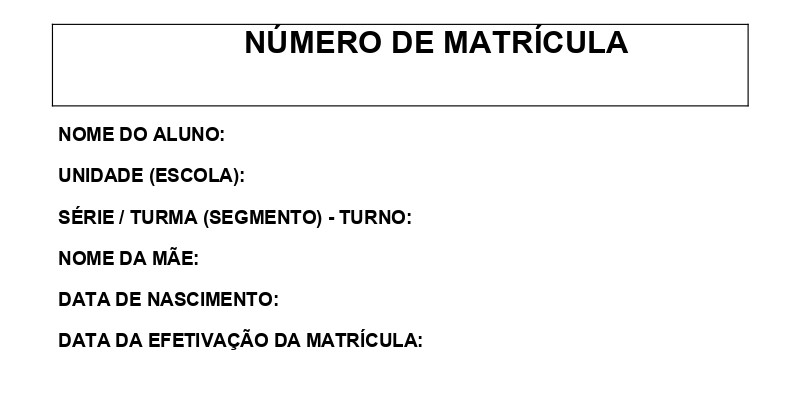 NÚMERO DE MATRÍCULA
NOME DO ALUNO:
UNIDADE (ESCOLA):
SÉRIE / TURMA (SEGMENTO) - TURNO:
NOME DA MÃE:
DATA DE NASCIMENTO:
DATA DA EFETIVAÇÃO DA MATRÍCULA: